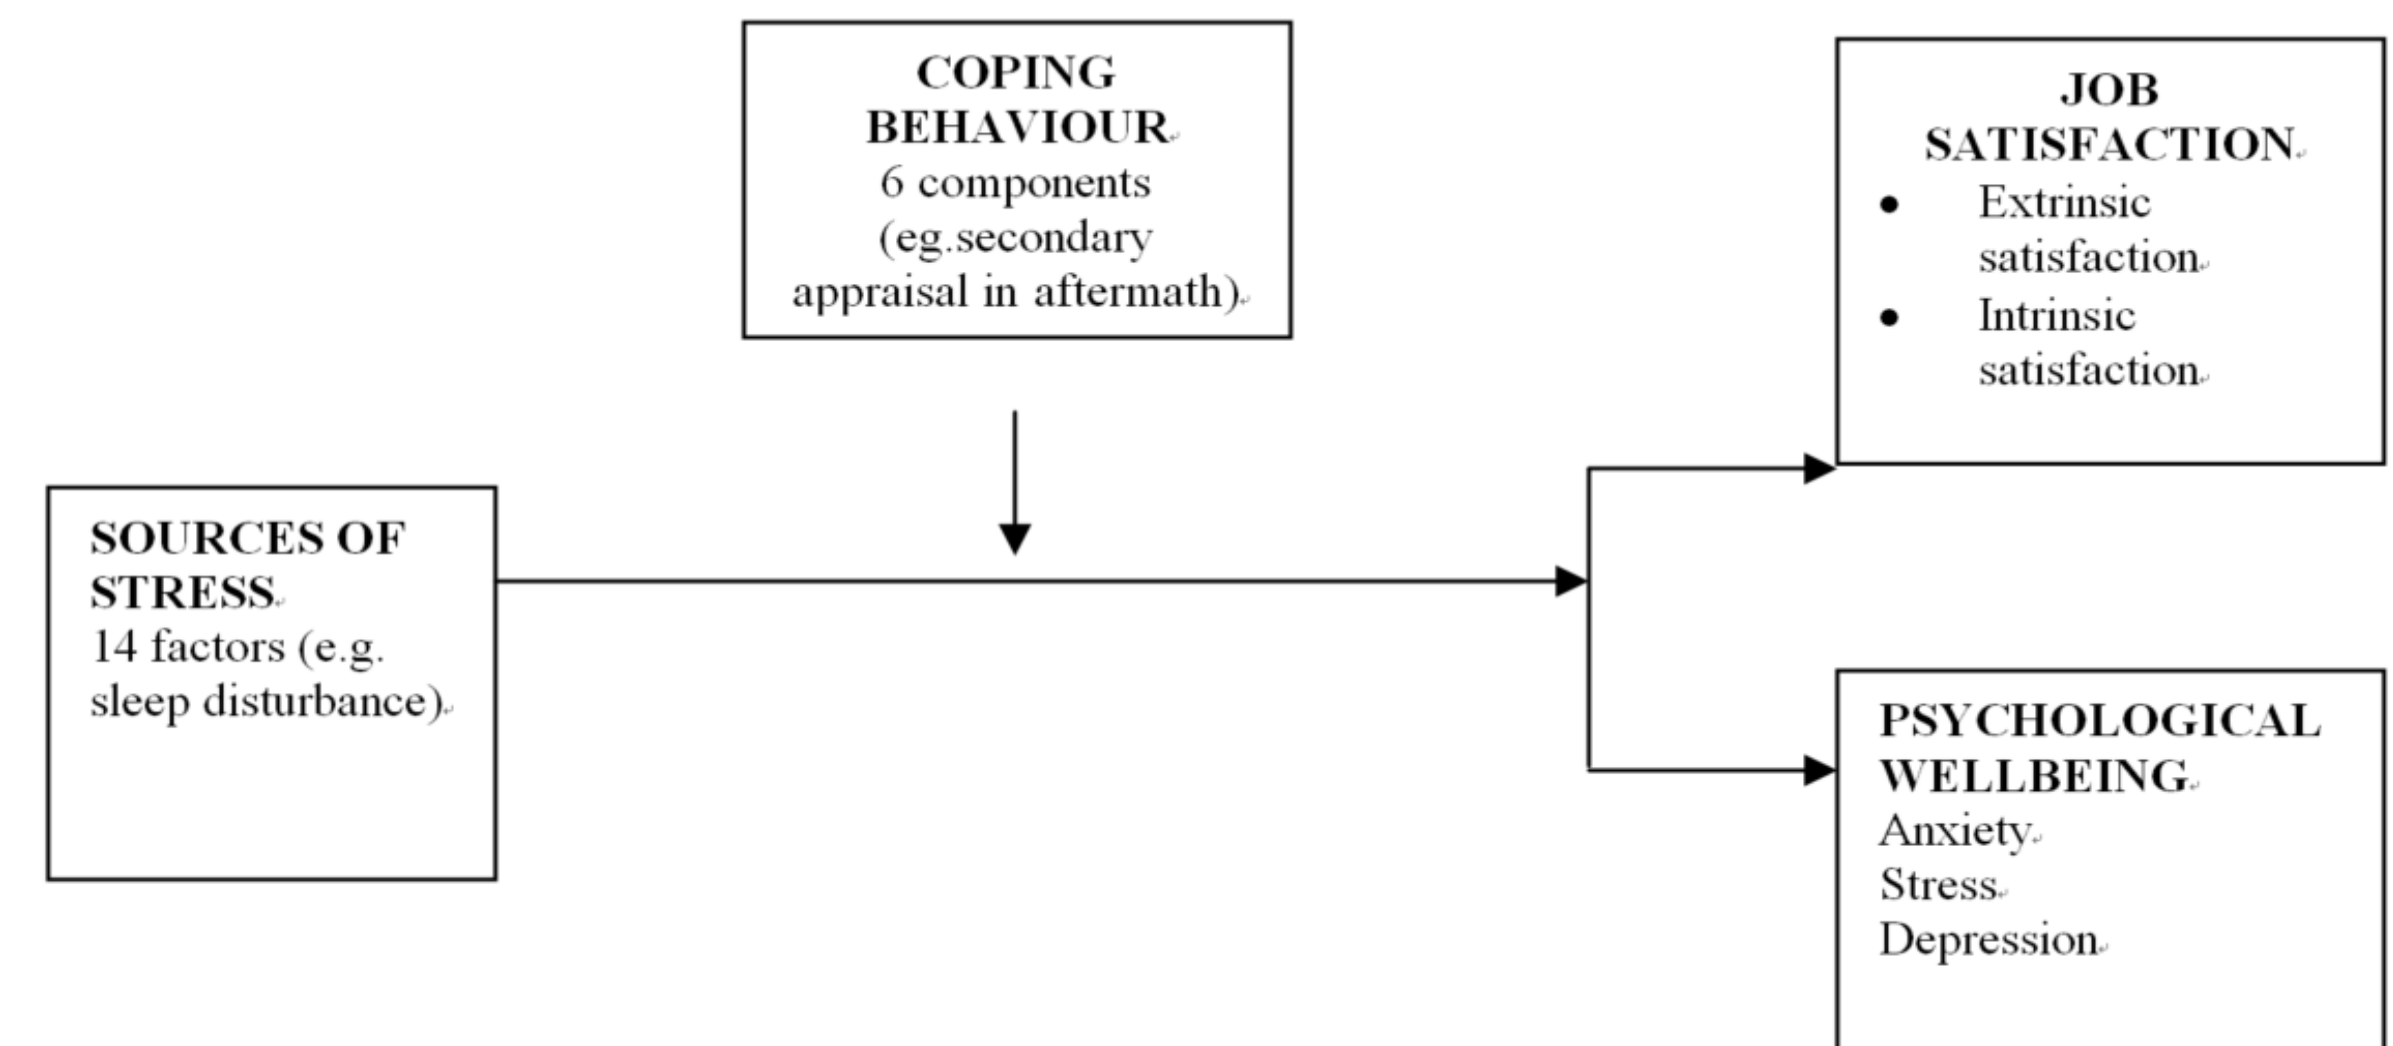 COPING
BEHAVIOUR
6 components
(eg.secondary
appraisal in aftermath)
JOB
SATISFACTION
• Extrinsic
satisfaction
• Intrinsic
satisfaction
SOURCES OF
STRESS
14 factors (e.g.
sleep disturbance)
PSYCHOLOGICAL
WELLBEING
Anxiety
Stress
Depression